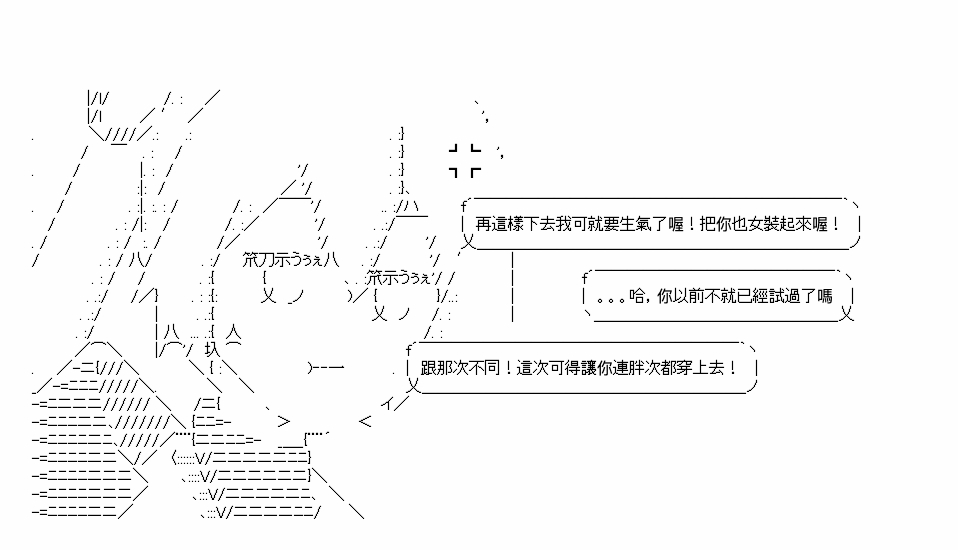 再這樣下去我可就要生氣了喔！把你也女裝起來喔！
。。。哈，你以前不就已經試過了嗎
跟那次不同！這次可得讓你連胖次都穿上去！